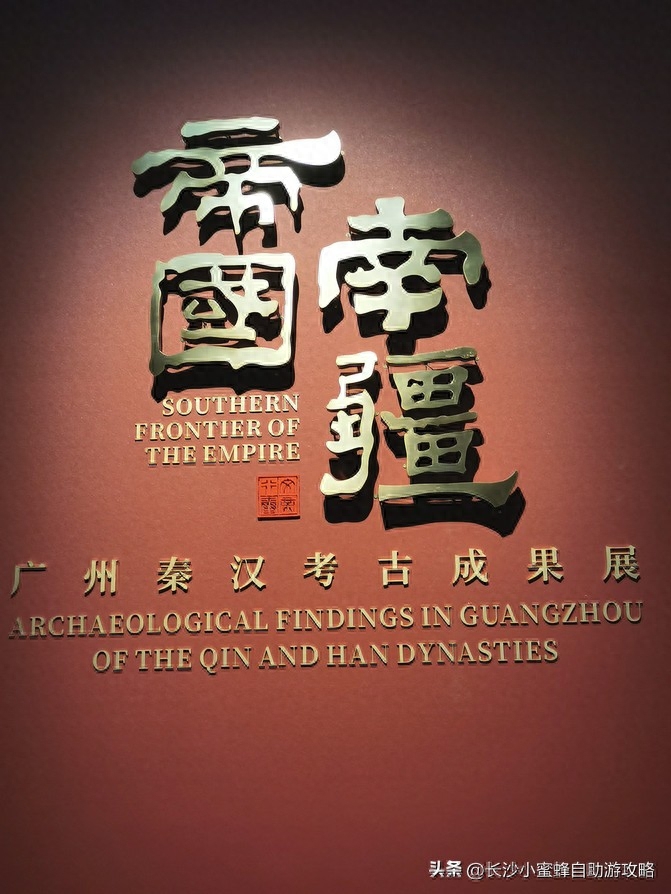 帝國
南疆
SOUTHERN
FRONTIER OF
THE EMPIRE
广州秦汉考古成果展
ARCHAEOLOGICAL FINDINGS IN GUANGZHOU
OF THE QIN AND HAN DYNASTIES
头条 @长沙小蜜蜂自助游攻略